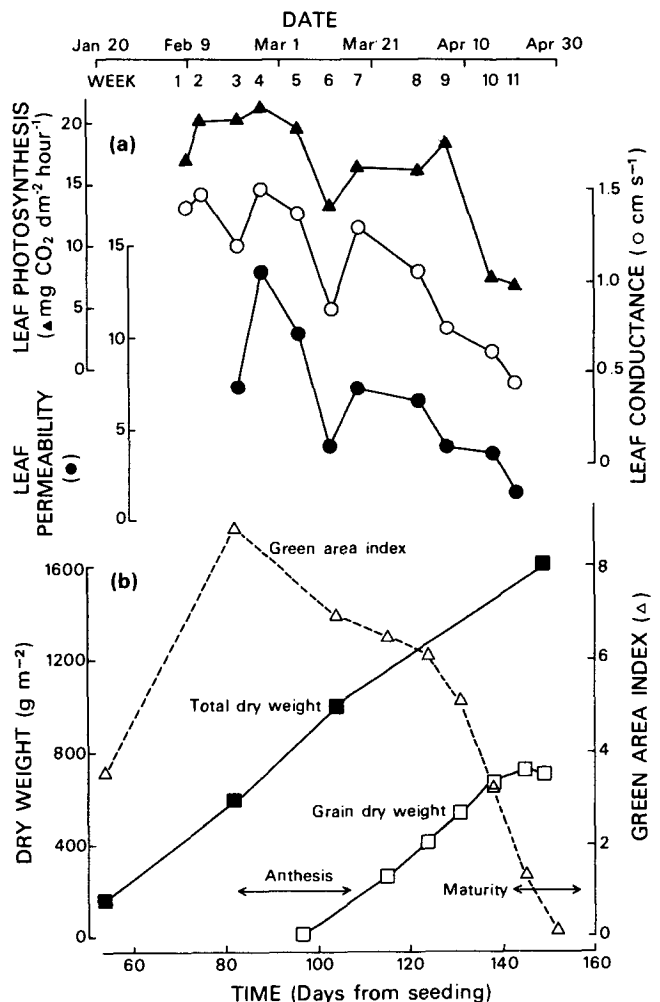 DATE
Jan 20 Feb 9 Mar 1 Mar 21 Apr 10 Apr 30
WEEK 1 2 3 4 5 6 7 8 9 10 11
(a)
LEAF PHOTOSYNTHESIS
(▲mg CO₂ dm⁻² hour⁻¹)
20
15
10
5
0
LEAF
PERMEABILITY
(●)
15
10
5
0
LEAF CONDUCTANCE (○ cm s⁻¹)
1.5
1.0
0.5
0
(b)
Green area index
Total dry weight
Grain dry weight
Anthesis
Maturity
DRY WEIGHT (g m⁻²)
1600
1200
800
400
0
GREEN AREA INDEX (△)
8
6
4
2
0
60 80 100 120 140 160
TIME (Days from seeding)